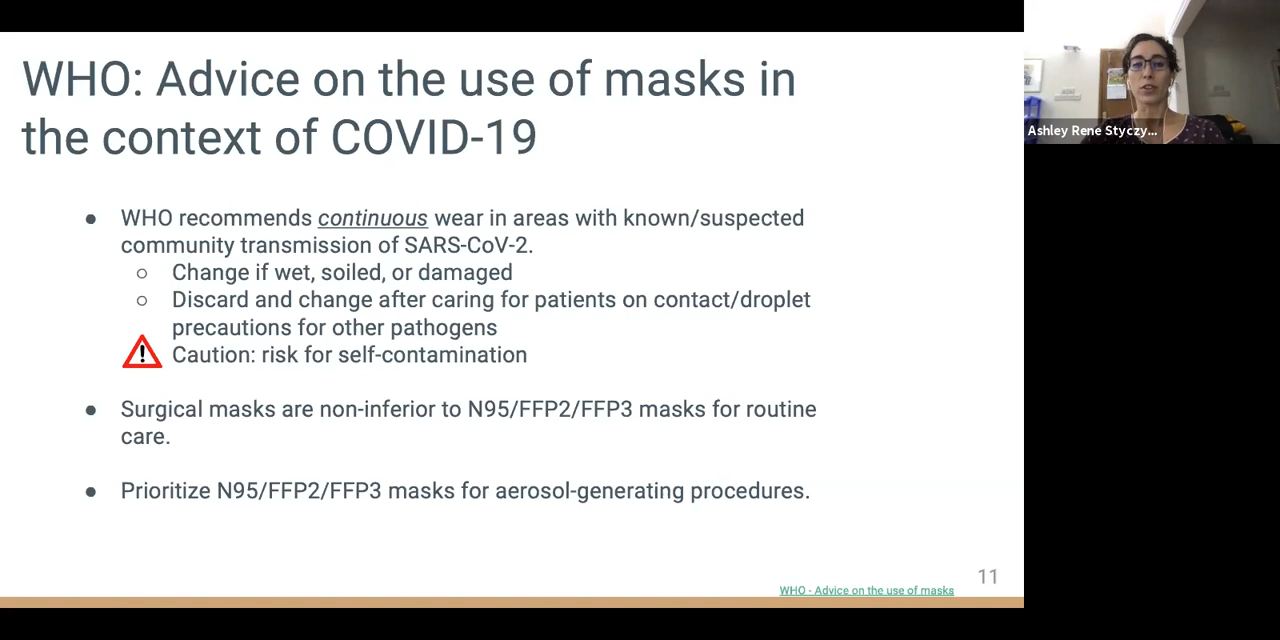 WHO: Advice on the use of masks in
the context of COVID-19
● WHO recommends continuous wear in areas with known/suspected
community transmission of SARS-CoV-2.
○ Change if wet, soiled, or damaged
○ Discard and change after caring for patients on contact/droplet
precautions for other pathogens
! Caution: risk for self-contamination
● Surgical masks are non-inferior to N95/FFP2/FFP3 masks for routine
care.
● Prioritize N95/FFP2/FFP3 masks for aerosol-generating procedures.
11
WHO - Advice on the use of masks
Ashley Rene Styczy...